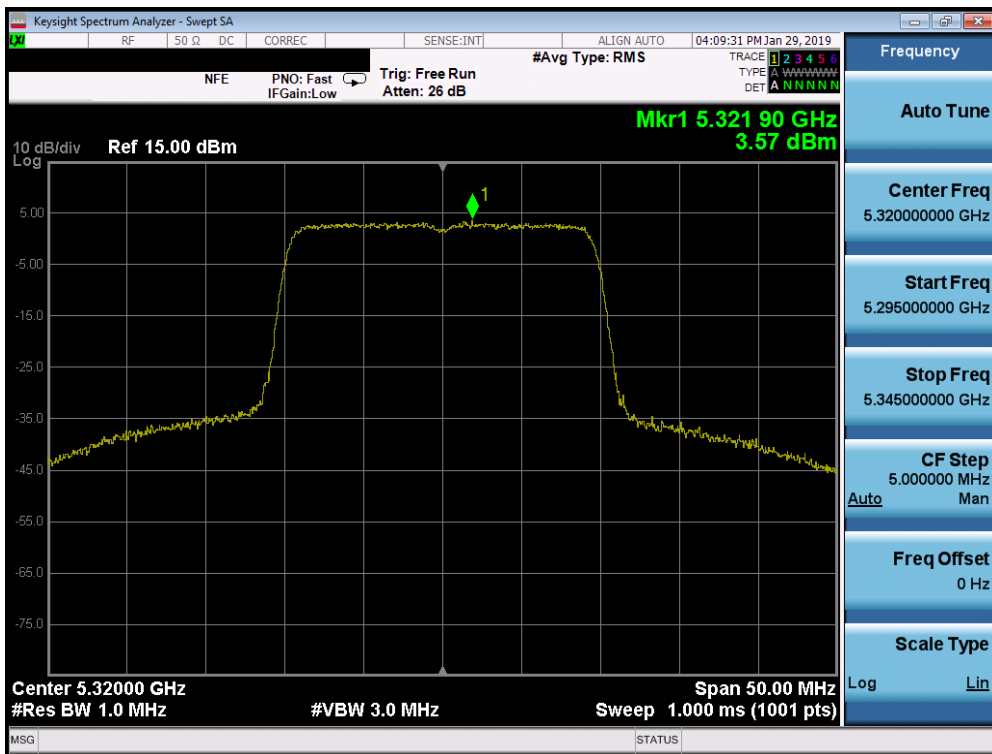 Keysight Spectrum Analyzer - Swept SA
LXI RF 50 Ω DC CORREC SENSE:INT ALIGN AUTO 04:09:31 PM Jan 29, 2019
Frequency
#Avg Type: RMS TRACE 1 2 3 4 5 6
NFE PNO: Fast Trig: Free Run TYPE A WWWWW
IFGain:Low Atten: 26 dB DET A N N N N N
Auto Tune
Mkr1 5.321 90 GHz
3.57 dBm
10 dB/div Ref 15.00 dBm
Log
1
5.00
-5.00
-15.0
-25.0
-35.0
-45.0
-55.0
-65.0
-75.0
Center 5.32000 GHz Span 50.00 MHz
#Res BW 1.0 MHz #VBW 3.0 MHz Sweep 1.000 ms (1001 pts)
Center Freq
5.320000000 GHz
Start Freq
5.295000000 GHz
Stop Freq
5.345000000 GHz
CF Step
5.000000 MHz
Auto Man
Freq Offset
0 Hz
Scale Type
Log Lin
MSG STATUS